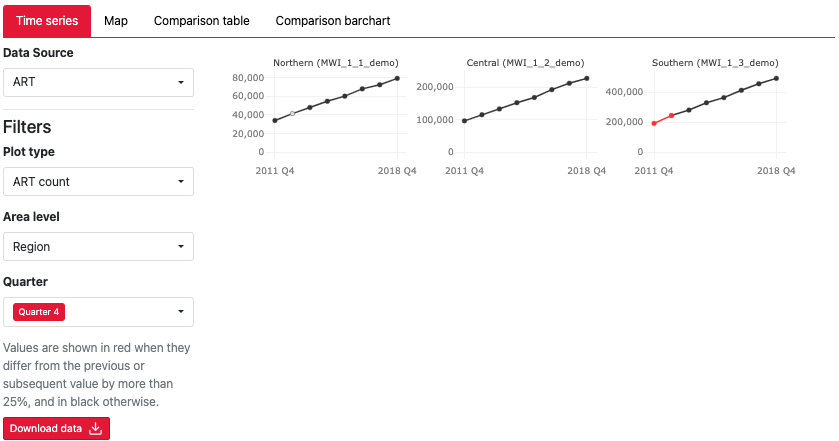 Time series Map Comparison table Comparison barchart
Data Source
ART
Filters
Plot type
ART count
Area level
Region
Quarter
Quarter 4
Values are shown in red when they
differ from the previous or
subsequent value by more than
25%, and in black otherwise.
Download data
Northern (MWI_1_1_demo)
80,000
60,000
40,000
20,000
0
2011 Q4 2018 Q4
Central (MWI_1_2_demo)
200,000
100,000
0
2011 Q4 2018 Q4
Southern (MWI_1_3_demo)
400,000
200,000
0
2011 Q4 2018 Q4